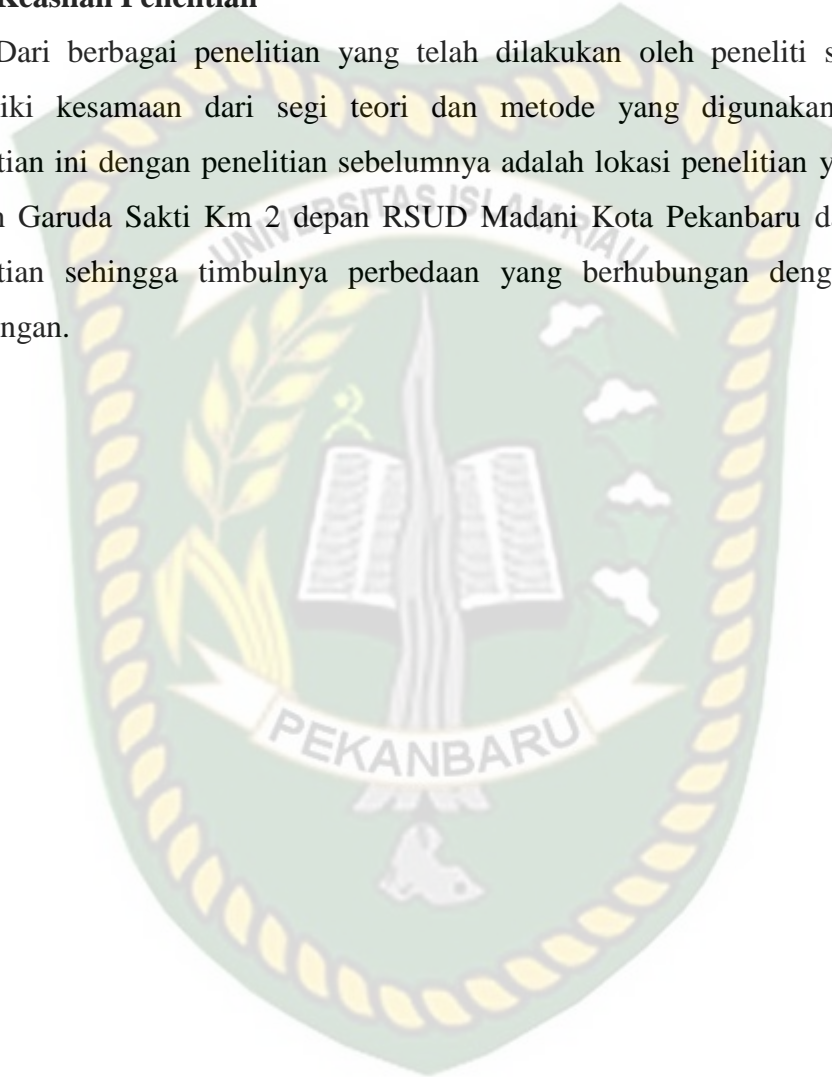 Keaslian Penelitian
Dari berbagai penelitian yang telah dilakukan oleh peneliti s
iki kesamaan dari segi teori dan metode yang digunakan
tian ini dengan penelitian sebelumnya adalah lokasi penelitian y
n Garuda Sakti Km 2 depan RSUD Madani Kota Pekanbaru da
tian sehingga timbulnya perbedaan yang berhubungan deng
ngan.
UNIVERSITAS ISLAM RIAU
PEKANBARU